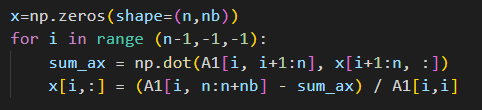 x=np.zeros(shape=(n,nb))
for i in range (n-1,-1,-1):
    sum_ax = np.dot(A1[i, i+1:n], x[i+1:n, :])
    x[i,:] = (A1[i, n:n+nb] - sum_ax) / A1[i,i]